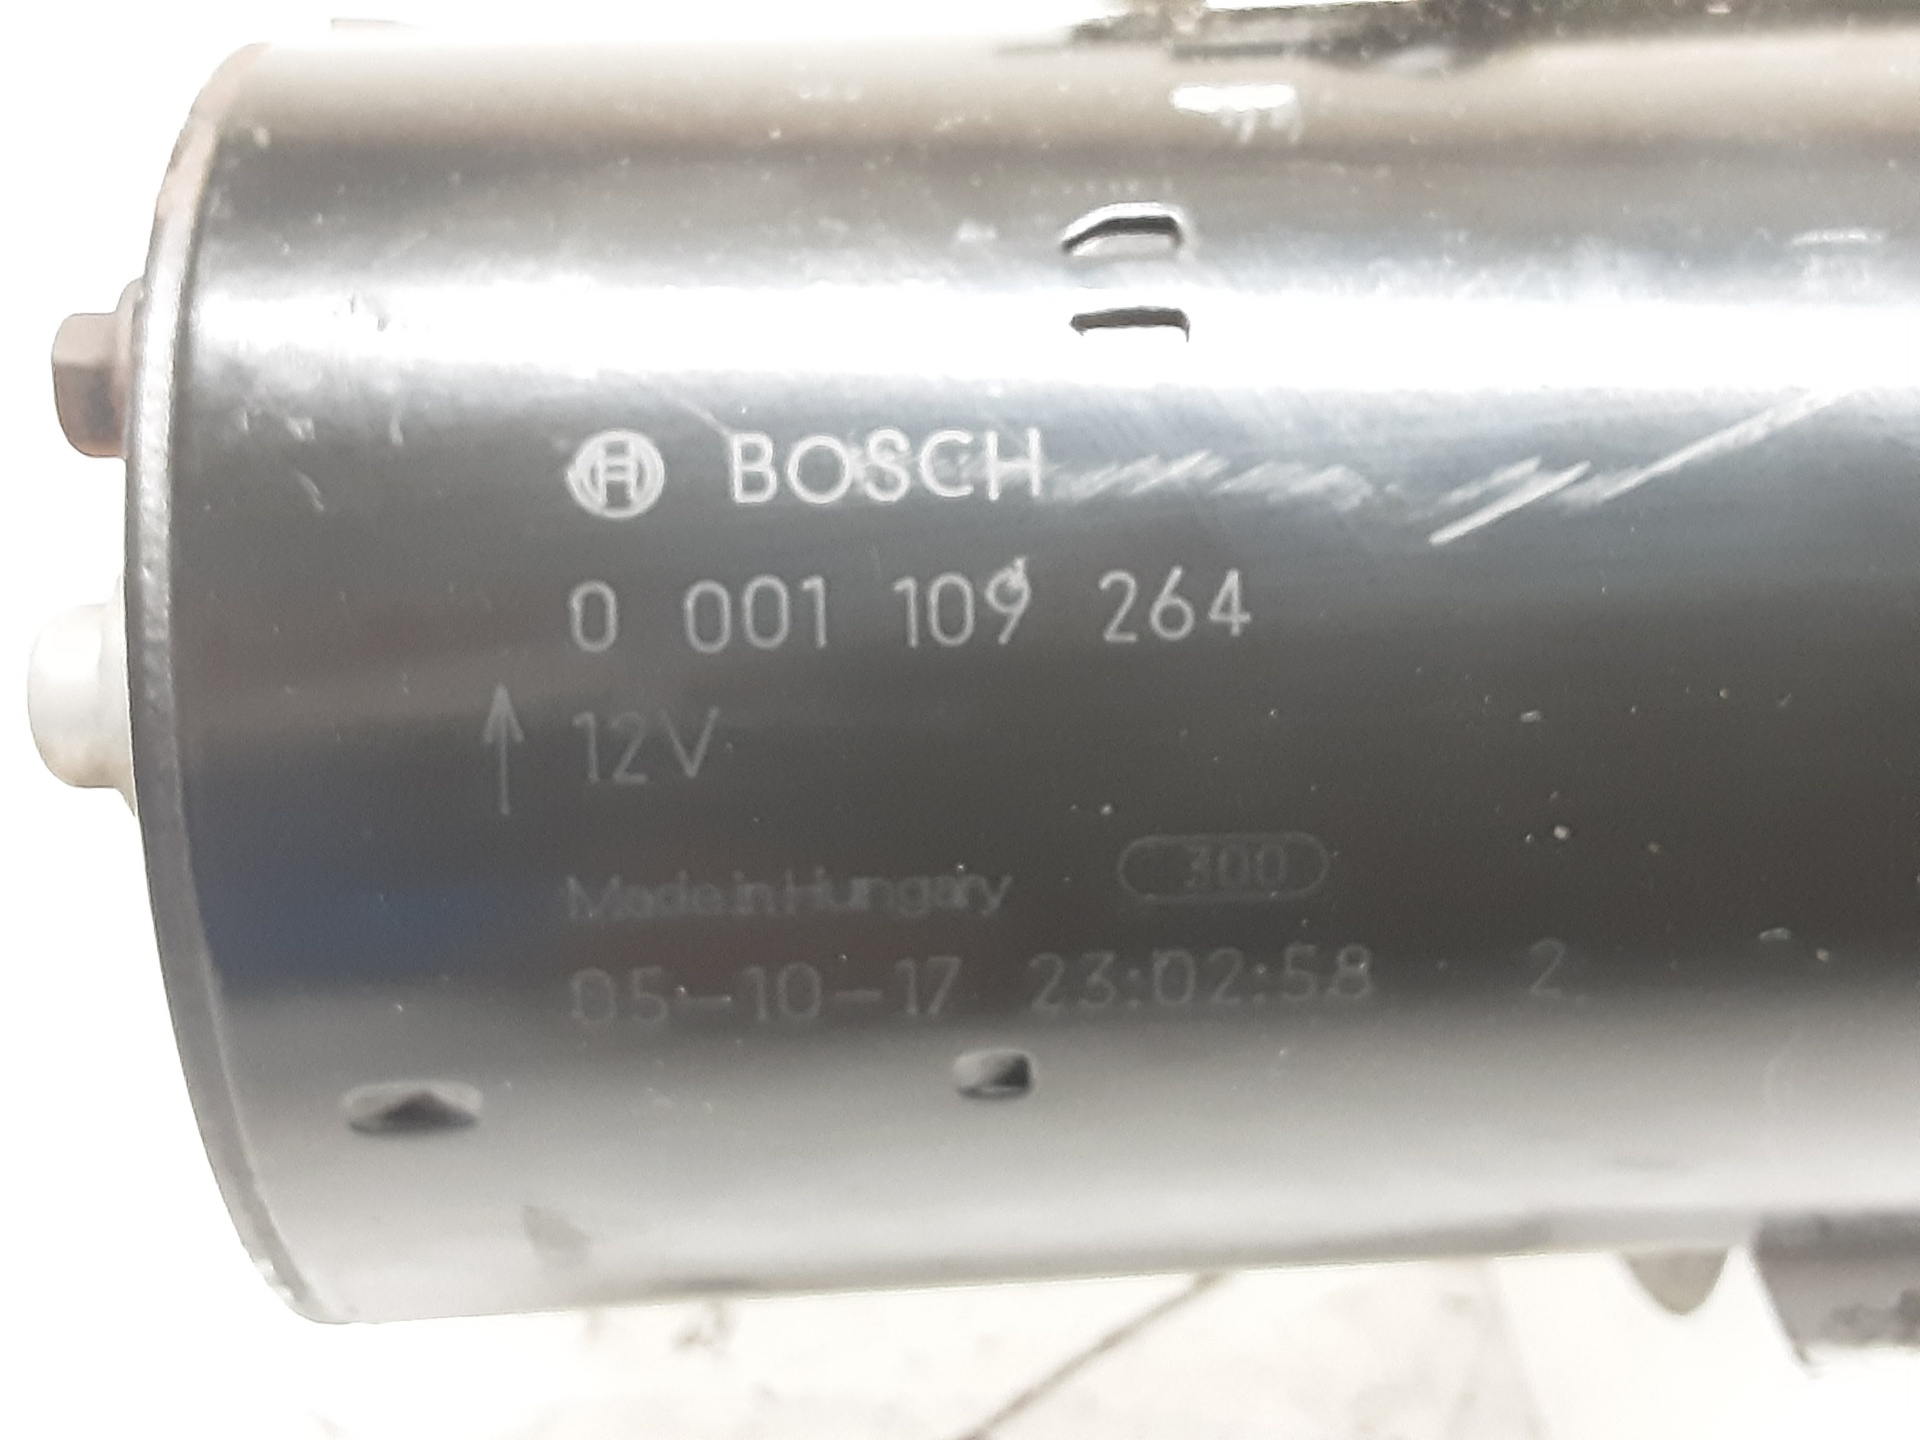 BOSCH
0 001 109 264
↑ 12V
Made in Hungary 300
05-10-17 23:02:58 2